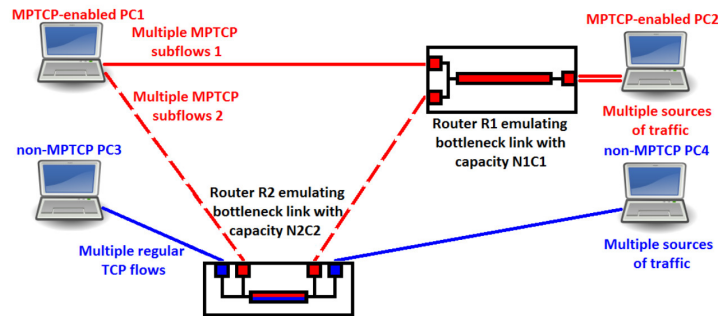 MPTCP-enabled PC1
Multiple MPTCP
subflows 1
MPTCP-enabled PC2
Multiple MPTCP
subflows 2
Multiple sources
of traffic
Router R1 emulating
bottleneck link with
capacity N1C1
non-MPTCP PC3
non-MPTCP PC4
Router R2 emulating
bottleneck link with
capacity N2C2
Multiple regular
TCP flows
Multiple sources
of traffic